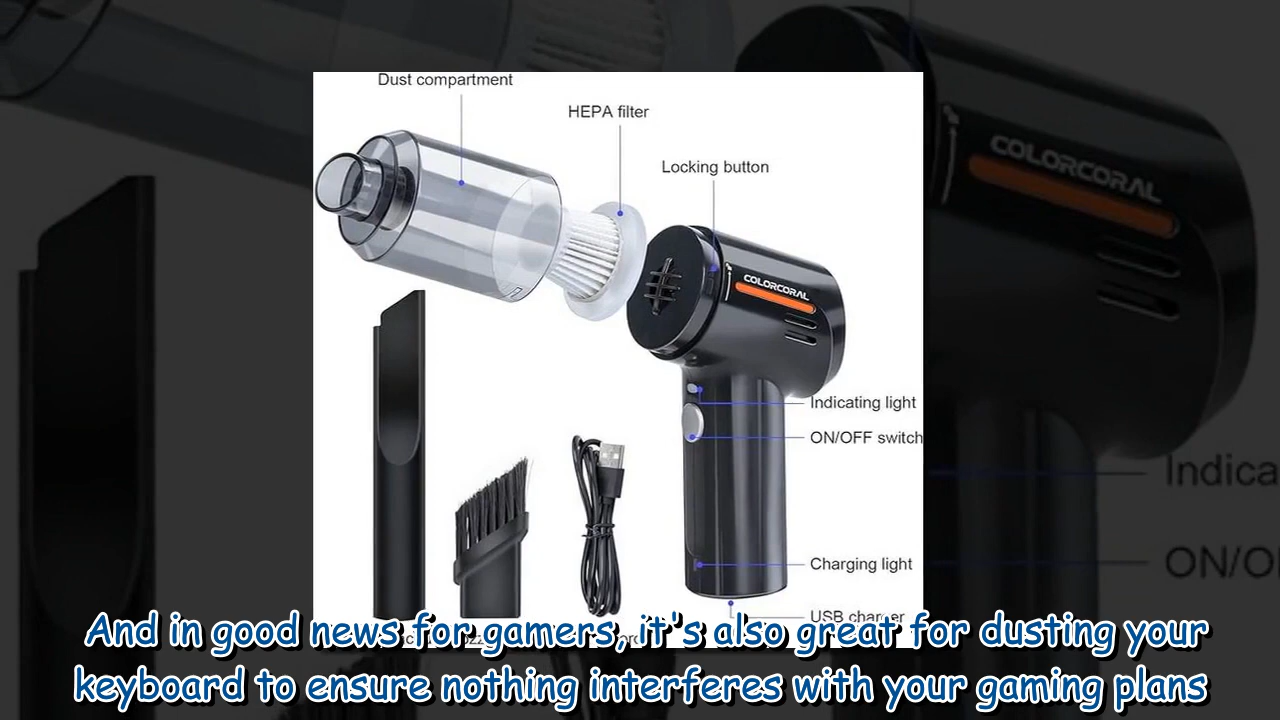 Dust compartment
HEPA filter
Locking button
COLORCORAL
COLORCORAL
Indicating light
ON/OFF switch
Indica
ON/O
Charging light
USB charger
And in good news for gamers, it's also great for dusting your
keyboard to ensure nothing interferes with your gaming plans